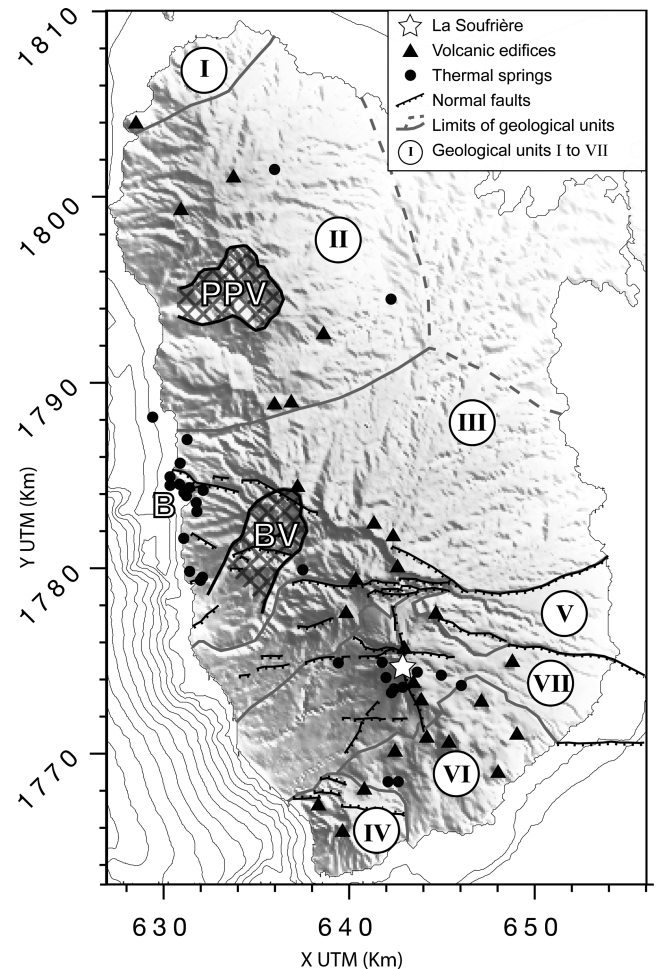 La Soufrière
Volcanic edifices
Thermal springs
Normal faults
Limits of geological units
I Geological units I to VII
1810
1800
1790
1780
1770
Y UTM (Km)
I
II
PPV
III
B
BV
V
VII
VI
IV
630 640 650
X UTM (Km)